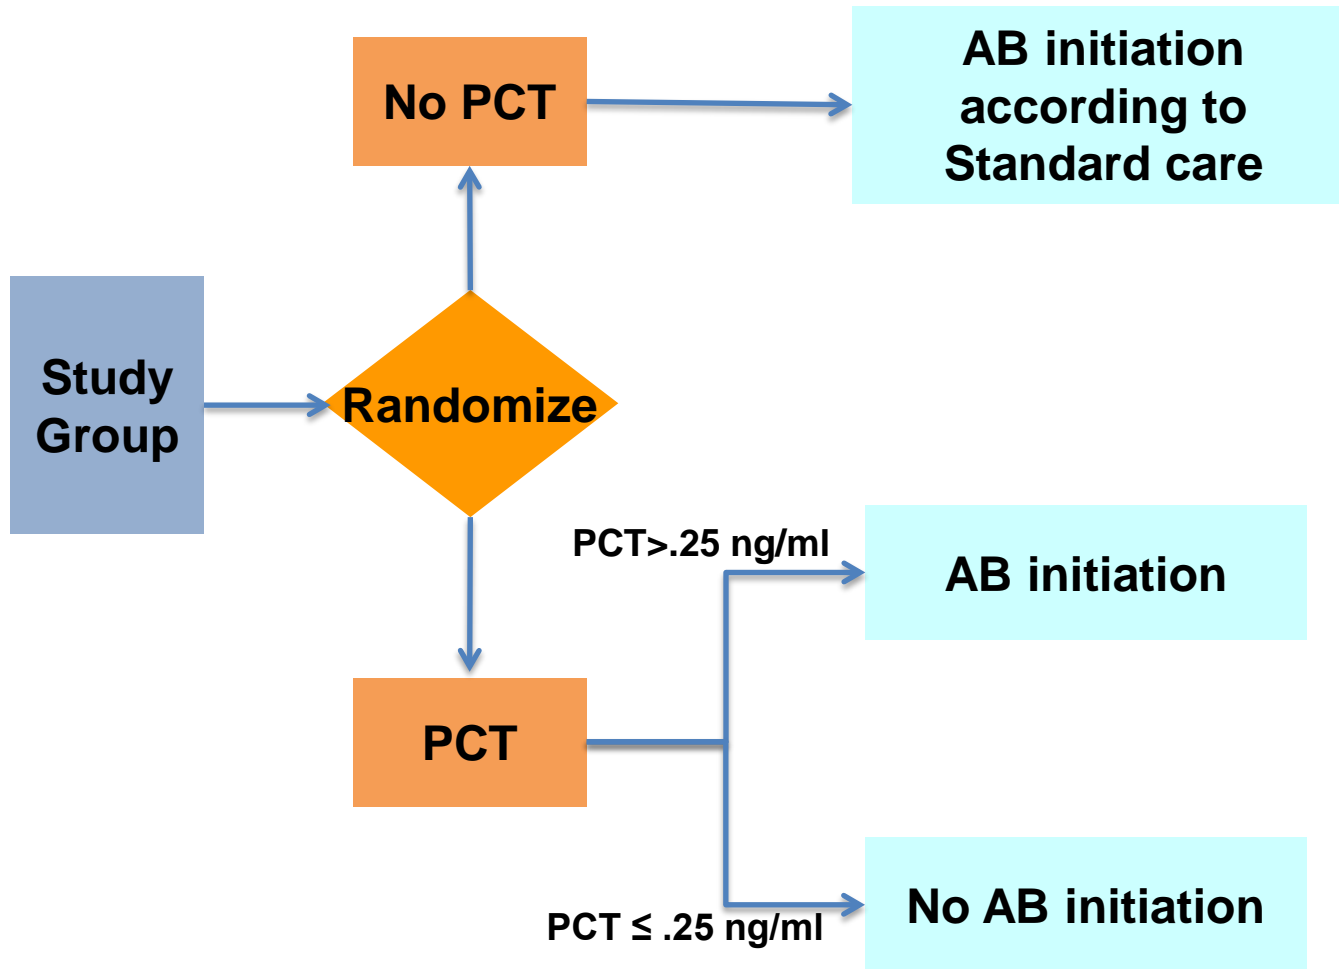 No PCT
AB initiation
according to
Standard care
Study
Group
Randomize
PCT>.25 ng/ml
AB initiation
PCT
PCT ≤ .25 ng/ml
No AB initiation